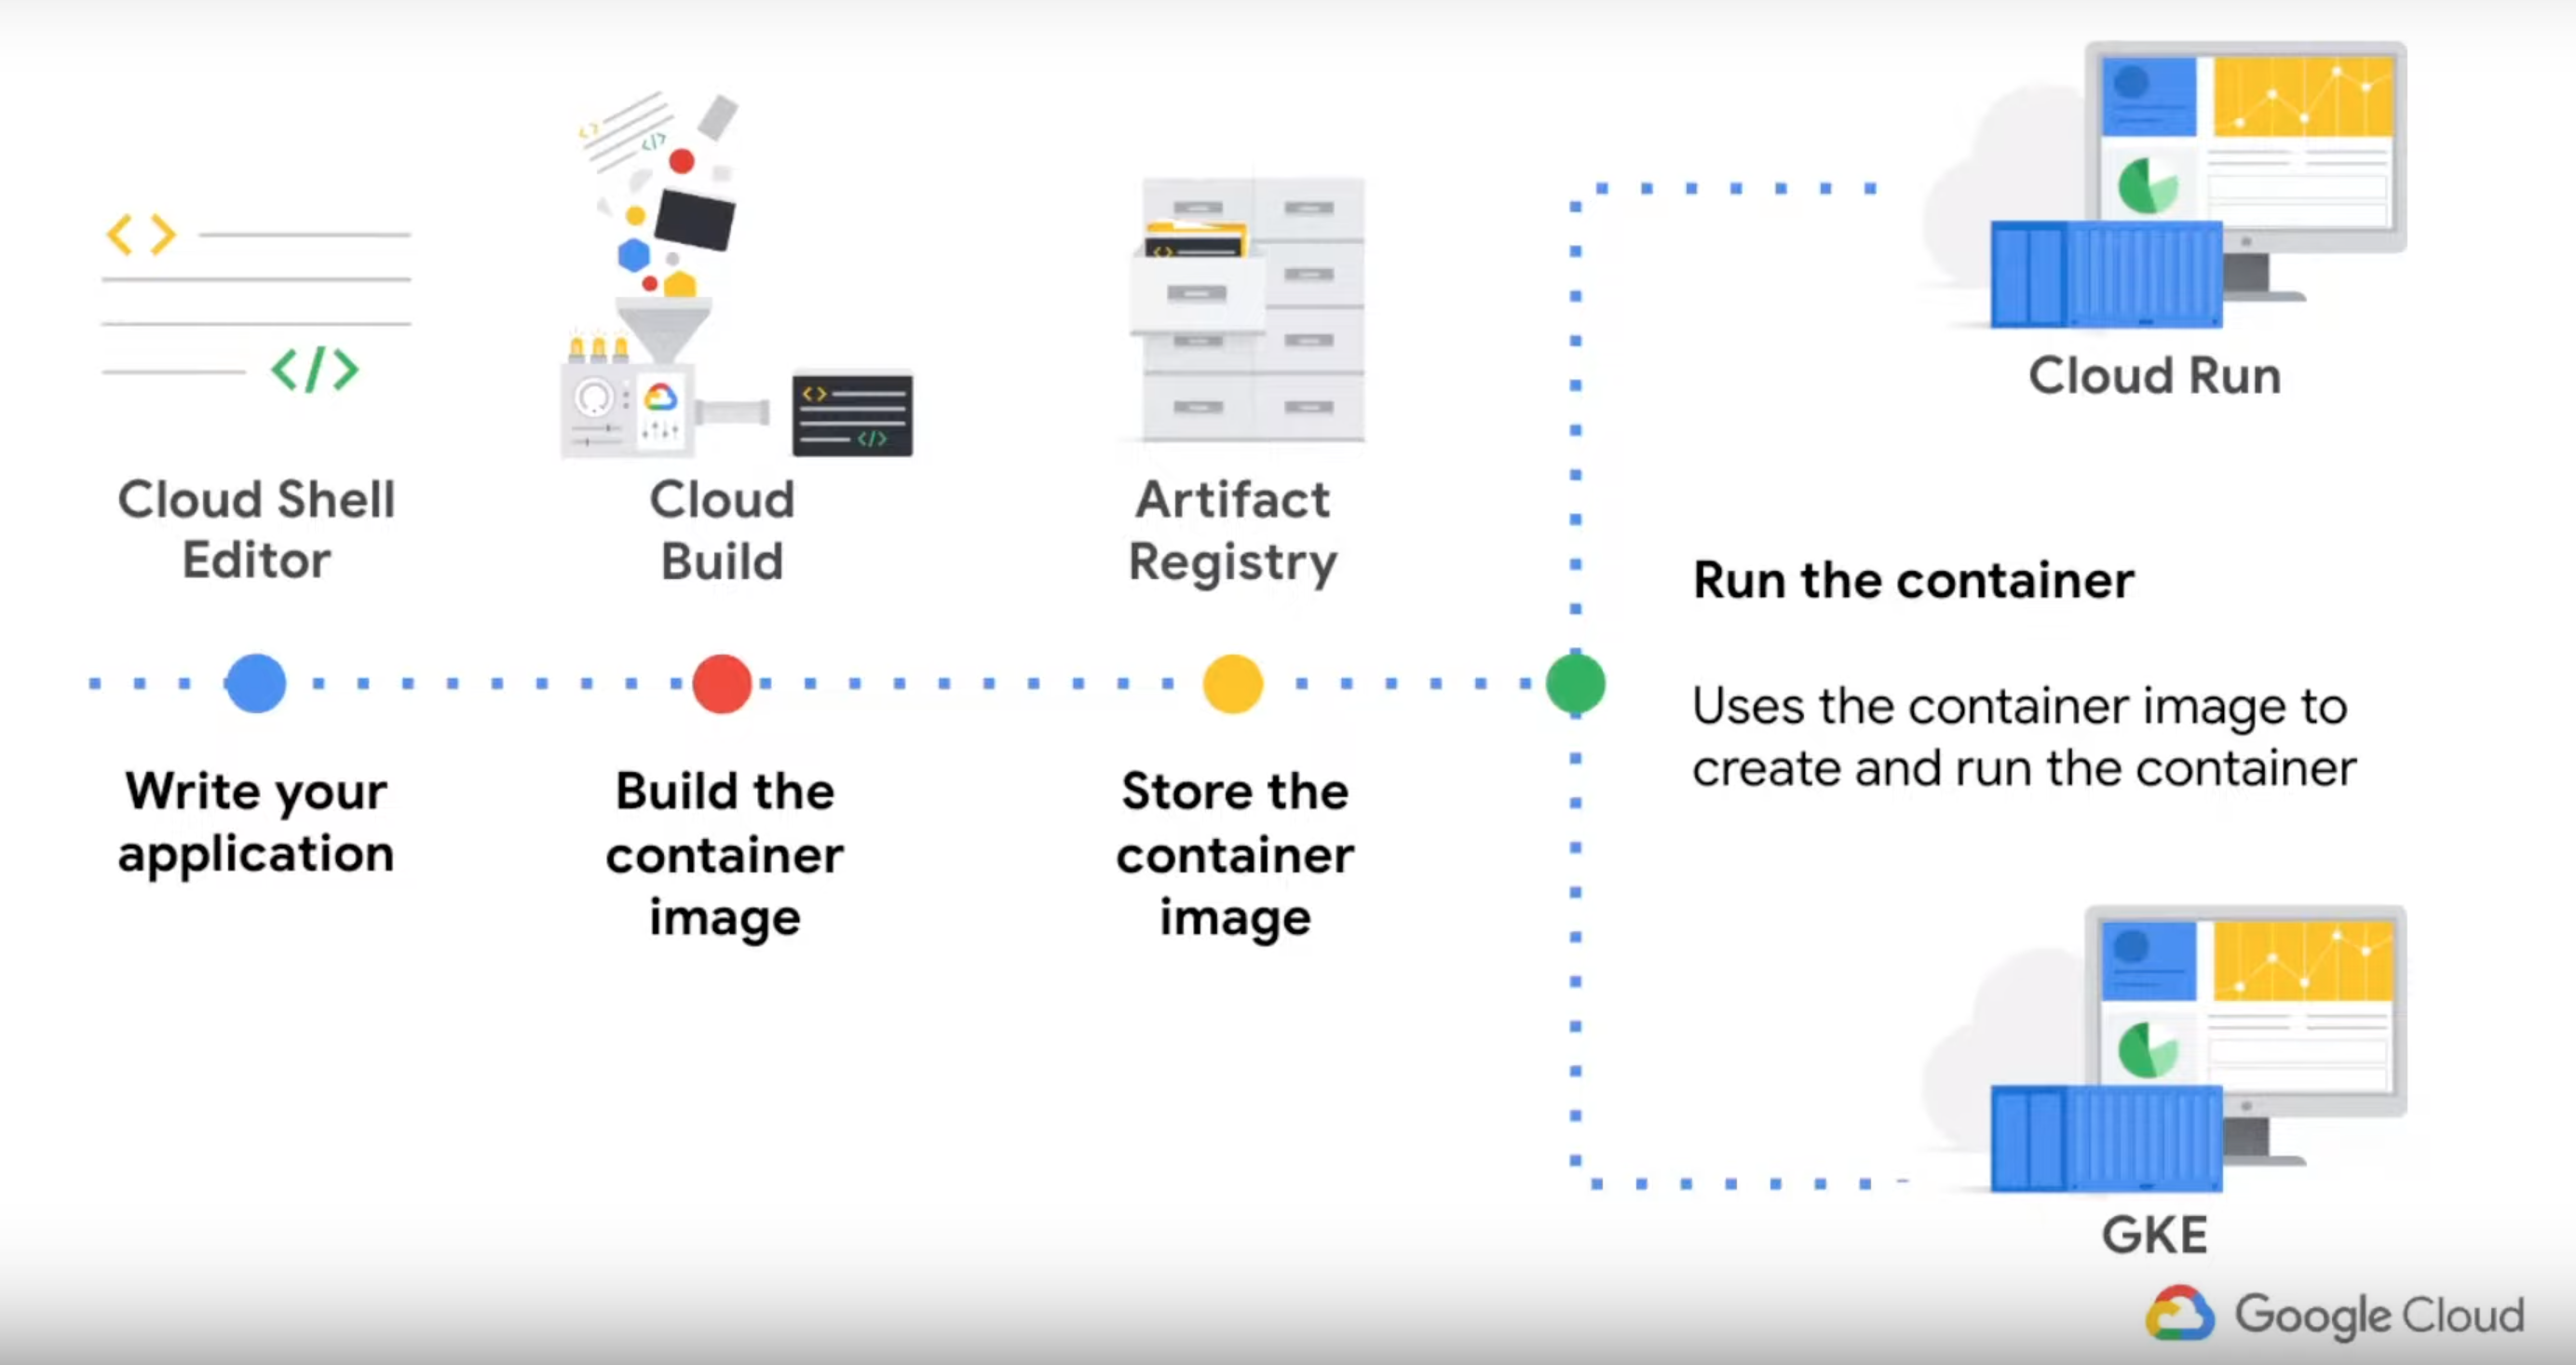 Cloud Shell
Editor
Cloud
Build
Artifact
Registry
Write your
application
Build the
container
image
Store the
container
image
Cloud Run
Run the container
Uses the container image to
create and run the container
GKE
Google Cloud